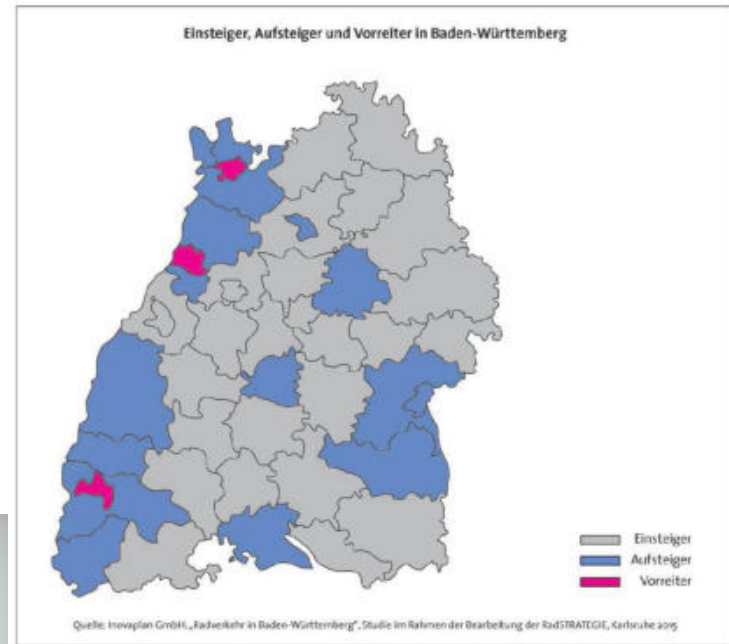 Einsteiger, Aufsteiger und Vorreiter in Baden-Württemberg
Einsteiger
Aufsteiger
Vorreiter
Quelle: Inovaplan GmbH, „Radverkehr in Baden-Württemberg“, Studie im Rahmen der Bearbeitung der RadSTRATEGIE, Karlsruhe 2015